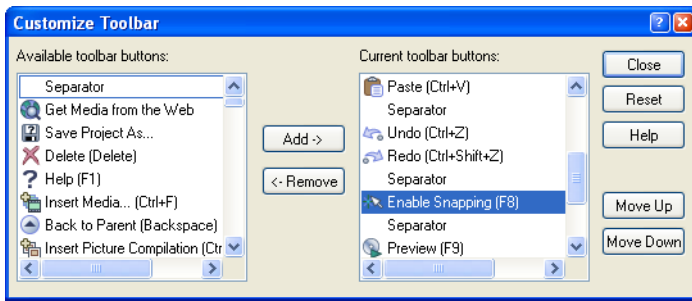 Customize Toolbar
Available toolbar buttons:
Separator
Get Media from the Web
Save Project As...
Delete (Delete)
Help (F1)
Insert Media... (Ctrl+F)
Back to Parent (Backspace)
Insert Picture Compilation (Ctr
Add ->
<- Remove
Current toolbar buttons:
Paste (Ctrl+V)
Separator
Undo (Ctrl+Z)
Redo (Ctrl+Shift+Z)
Separator
Enable Snapping (F8)
Separator
Preview (F9)
Close
Reset
Help
Move Up
Move Down